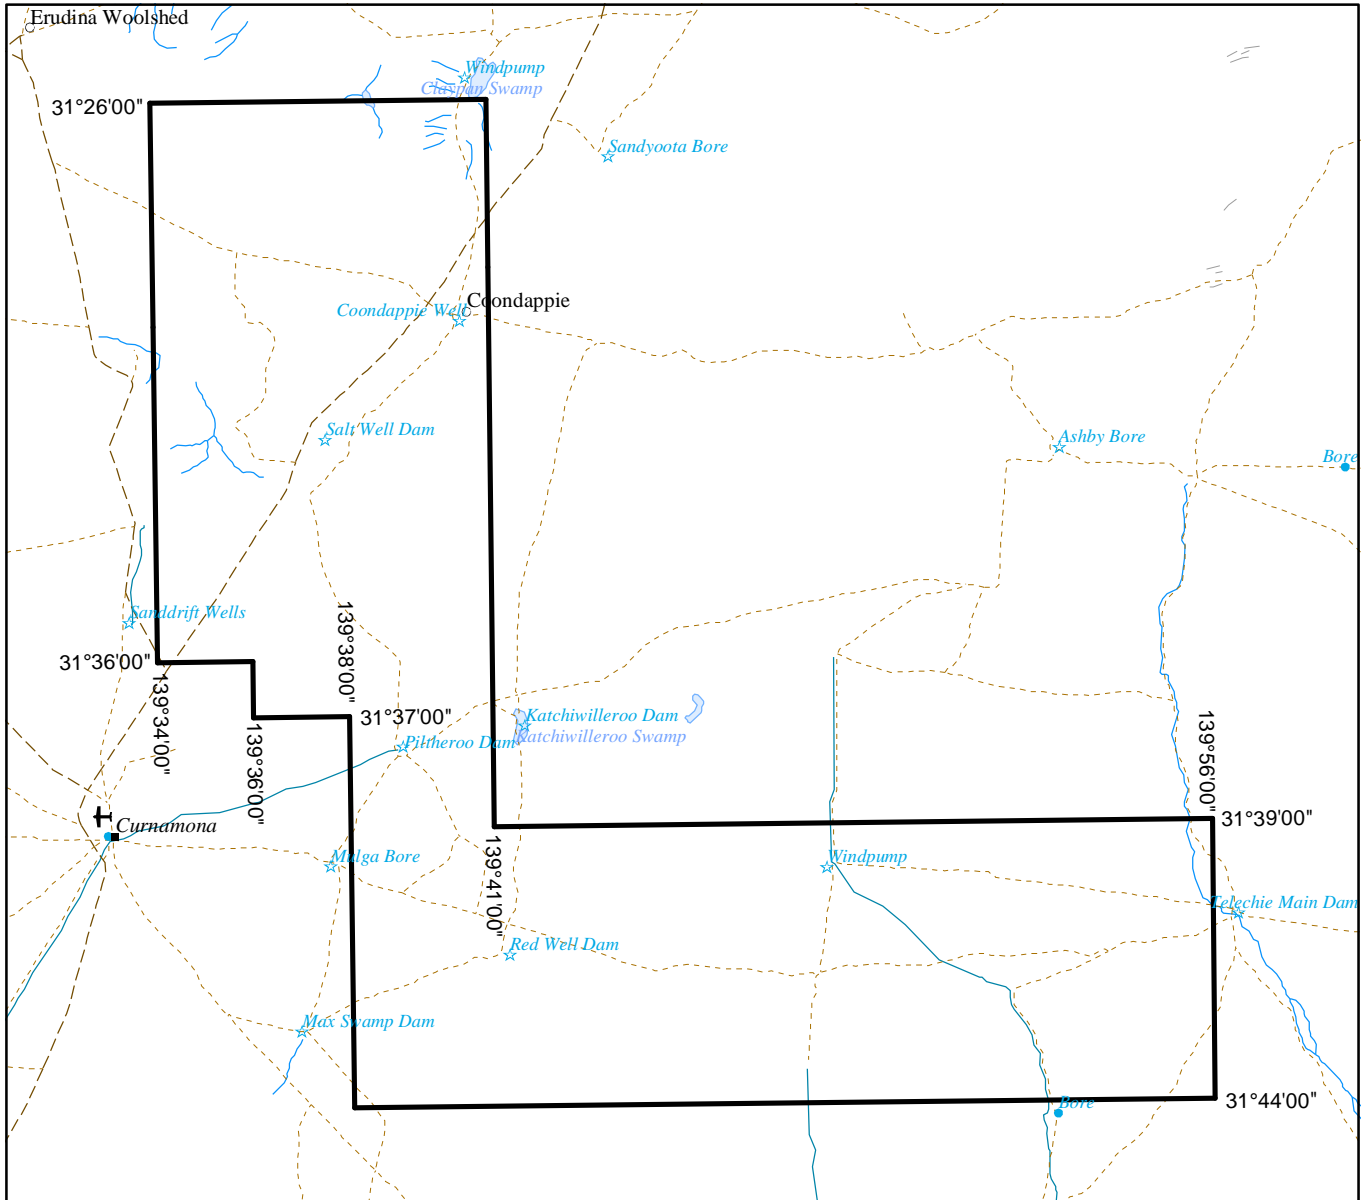 Erudina Woolshed
Windpump
Claypan Swamp
31°26'00"
Sandyoota Bore
Coondappie
Coondappie Well
Salt Well Dam
Ashby Bore
Bore
Sanddrift Wells
139°38'00"
31°36'00"
139°34'00"
31°37'00"
139°36'00"
Katchiwilleroo Dam
Katchiwilleroo Swamp
Piltheroo Dam
139°56'00"
31°39'00"
Curnamona
139°41'00"
Mulga Bore
Windpump
Telechie Main Dam
Red Well Dam
Max Swamp Dam
Bore
31°44'00"